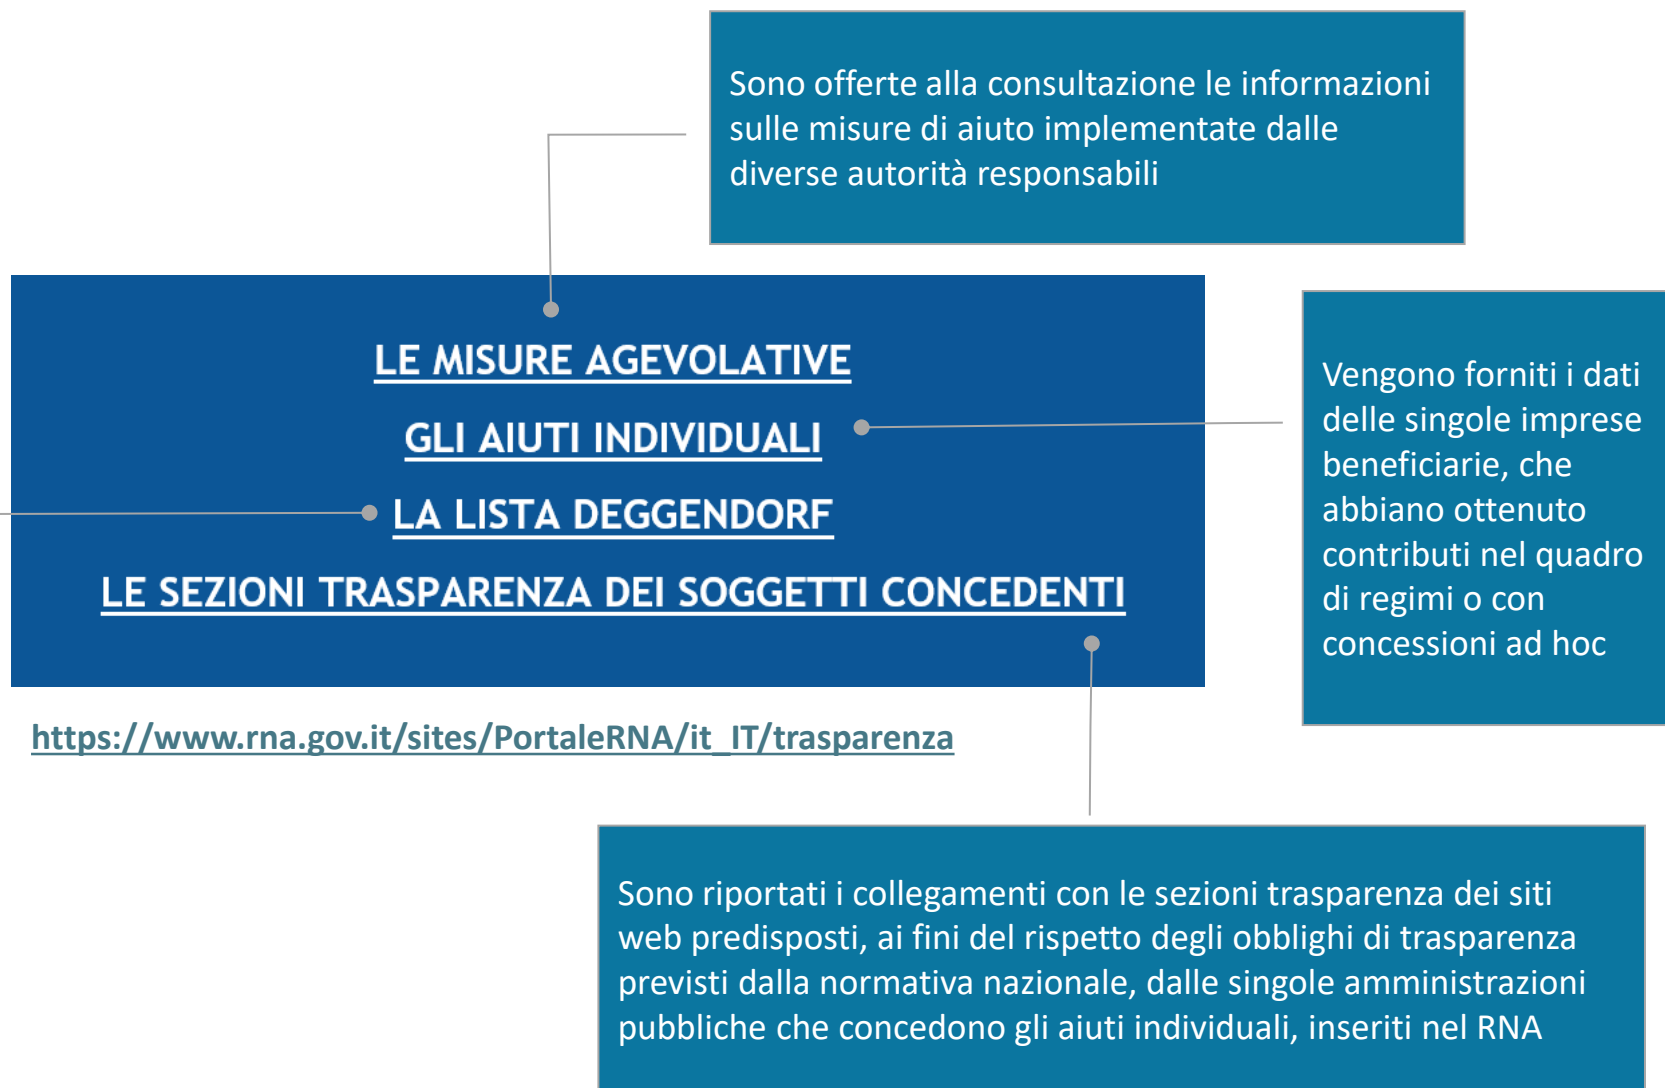 Sono offerte alla consultazione le informazioni
sulle misure di aiuto implementate dalle
diverse autorità responsabili
LE MISURE AGEVOLATIVE
GLI AIUTI INDIVIDUALI
LA LISTA DEGGENDORF
LE SEZIONI TRASPARENZA DEI SOGGETTI CONCEDENTI
Vengono forniti i dati
delle singole imprese
beneficiarie, che
abbiano ottenuto
contributi nel quadro
di regimi o con
concessioni ad hoc
https://www.rna.gov.it/sites/PortaleRNA/it_IT/trasparenza
Sono riportati i collegamenti con le sezioni trasparenza dei siti
web predisposti, ai fini del rispetto degli obblighi di trasparenza
previsti dalla normativa nazionale, dalle singole amministrazioni
pubbliche che concedono gli aiuti individuali, inseriti nel RNA